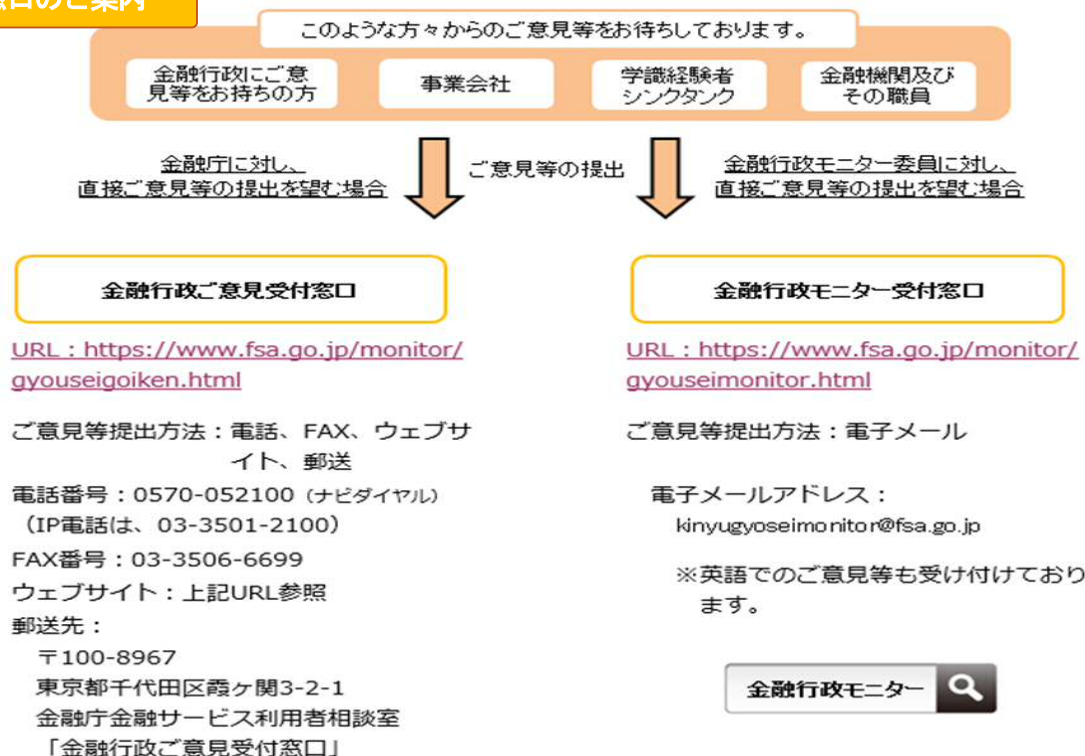 窓口のご案内
このような方々からのご意見等をお待ちしております。
金融行政にご意
見等をお持ちの方
事業会社
学識経験者
シンクタンク
金融機関及び
その職員
金融庁に対し、
直接ご意見等の提出を望む場合
ご意見等の提出
金融行政モニター委員に対し、
直接ご意見等の提出を望む場合
金融行政ご意見受付窓口
URL：https://www.fsa.go.jp/monitor/
gyouseigoiken.html
ご意見等提出方法：電話、FAX、ウェブサ
イト、郵送
電話番号：0570-052100（ナビダイヤル）
（IP電話は、03-3501-2100）
FAX番号：03-3506-6699
ウェブサイト：上記URL参照
郵送先：
〒100-8967
東京都千代田区霞ヶ関3-2-1
金融庁金融サービス利用者相談室
「金融行政ご意見受付窓口」
金融行政モニター受付窓口
URL：https://www.fsa.go.jp/monitor/
gyouseimonitor.html
ご意見等提出方法：電子メール
電子メールアドレス：
kinyugyoseimonitor@fsa.go.jp
※英語でのご意見等も受け付けており
ます。
金融行政モニター